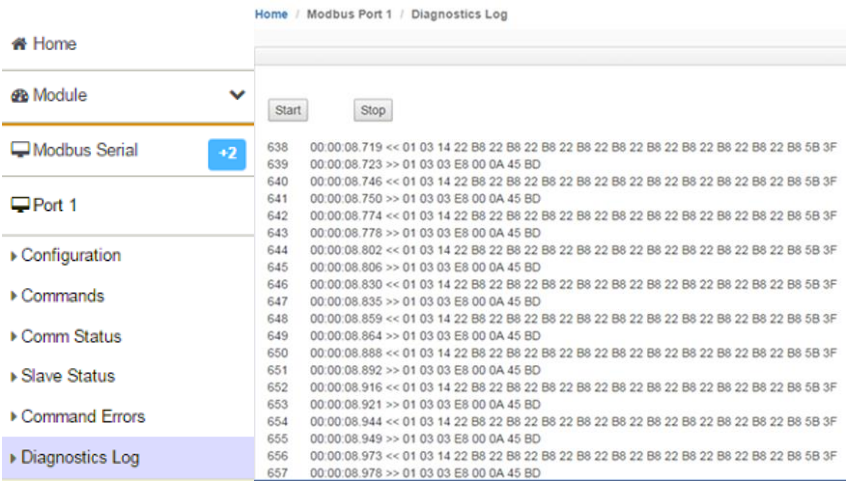 Home / Modbus Port 1 / Diagnostics Log
Home
Module
Modbus Serial +2
Port 1
Configuration
Commands
Comm Status
Slave Status
Command Errors
Diagnostics Log
Start Stop
638 00:00:08.719 << 01 03 14 22 B8 22 B8 22 B8 22 B8 22 B8 22 B8 22 B8 22 B8 22 B8 22 B8 5B 3F
639 00:00:08.723 >> 01 03 03 E8 00 0A 45 BD
640 00:00:08.746 << 01 03 14 22 B8 22 B8 22 B8 22 B8 22 B8 22 B8 22 B8 22 B8 22 B8 22 B8 5B 3F
641 00:00:08.750 >> 01 03 03 E8 00 0A 45 BD
642 00:00:08.774 << 01 03 14 22 B8 22 B8 22 B8 22 B8 22 B8 22 B8 22 B8 22 B8 22 B8 22 B8 5B 3F
643 00:00:08.778 >> 01 03 03 E8 00 0A 45 BD
644 00:00:08.802 << 01 03 14 22 B8 22 B8 22 B8 22 B8 22 B8 22 B8 22 B8 22 B8 22 B8 22 B8 5B 3F
645 00:00:08.806 >> 01 03 03 E8 00 0A 45 BD
646 00:00:08.830 << 01 03 14 22 B8 22 B8 22 B8 22 B8 22 B8 22 B8 22 B8 22 B8 22 B8 22 B8 5B 3F
647 00:00:08.835 >> 01 03 03 E8 00 0A 45 BD
648 00:00:08.859 << 01 03 14 22 B8 22 B8 22 B8 22 B8 22 B8 22 B8 22 B8 22 B8 22 B8 22 B8 5B 3F
649 00:00:08.864 >> 01 03 03 E8 00 0A 45 BD
650 00:00:08.888 << 01 03 14 22 B8 22 B8 22 B8 22 B8 22 B8 22 B8 22 B8 22 B8 22 B8 22 B8 5B 3F
651 00:00:08.892 >> 01 03 03 E8 00 0A 45 BD
652 00:00:08.916 << 01 03 14 22 B8 22 B8 22 B8 22 B8 22 B8 22 B8 22 B8 22 B8 22 B8 22 B8 5B 3F
653 00:00:08.921 >> 01 03 03 E8 00 0A 45 BD
654 00:00:08.944 << 01 03 14 22 B8 22 B8 22 B8 22 B8 22 B8 22 B8 22 B8 22 B8 22 B8 22 B8 5B 3F
655 00:00:08.949 >> 01 03 03 E8 00 0A 45 BD
656 00:00:08.973 << 01 03 14 22 B8 22 B8 22 B8 22 B8 22 B8 22 B8 22 B8 22 B8 22 B8 22 B8 5B 3F
657 00:00:08.978 >> 01 03 03 E8 00 0A 45 BD